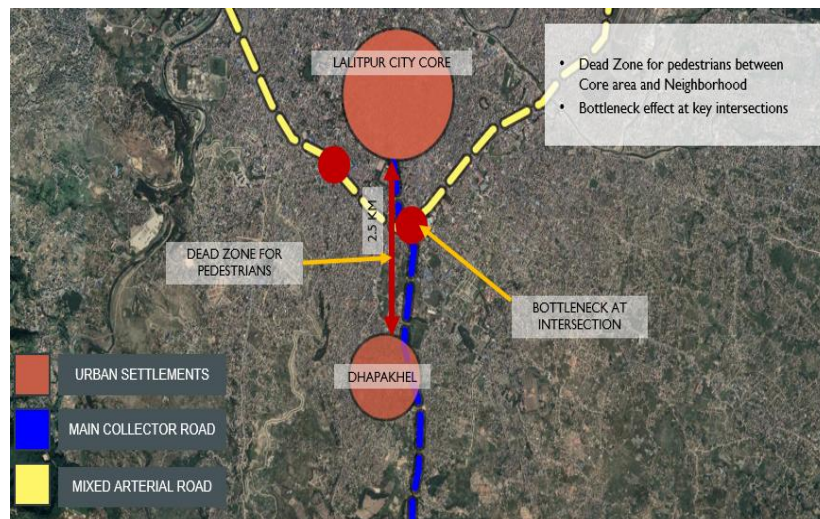 LALITPUR CITY CORE
• Dead Zone for pedestrians between
Core area and Neighborhood
• Bottleneck effect at key intersections
2.5 KM
DEAD ZONE FOR
PEDESTRIANS
BOTTLENECK AT
INTERSECTION
DHAPAKHEL
URBAN SETTLEMENTS
MAIN COLLECTOR ROAD
MIXED ARTERIAL ROAD